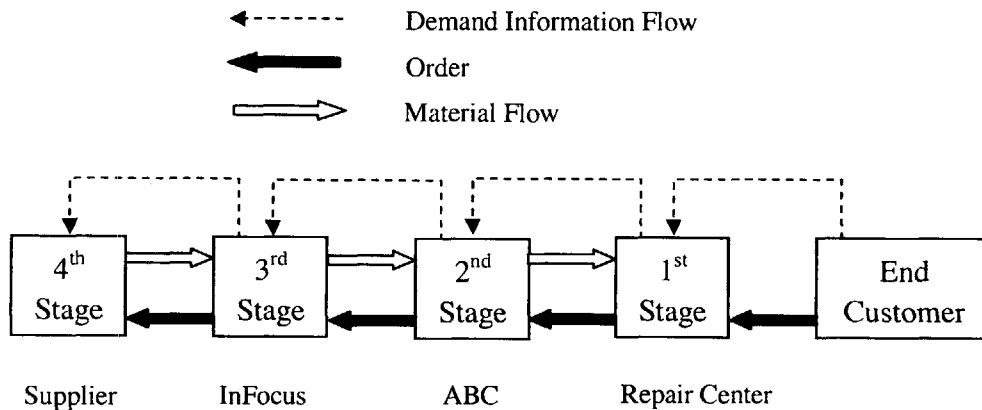 Demand Information Flow
Order
Material Flow
4th
Stage
3rd
Stage
2nd
Stage
1st
Stage
End
Customer
Supplier
InFocus
ABC
Repair Center